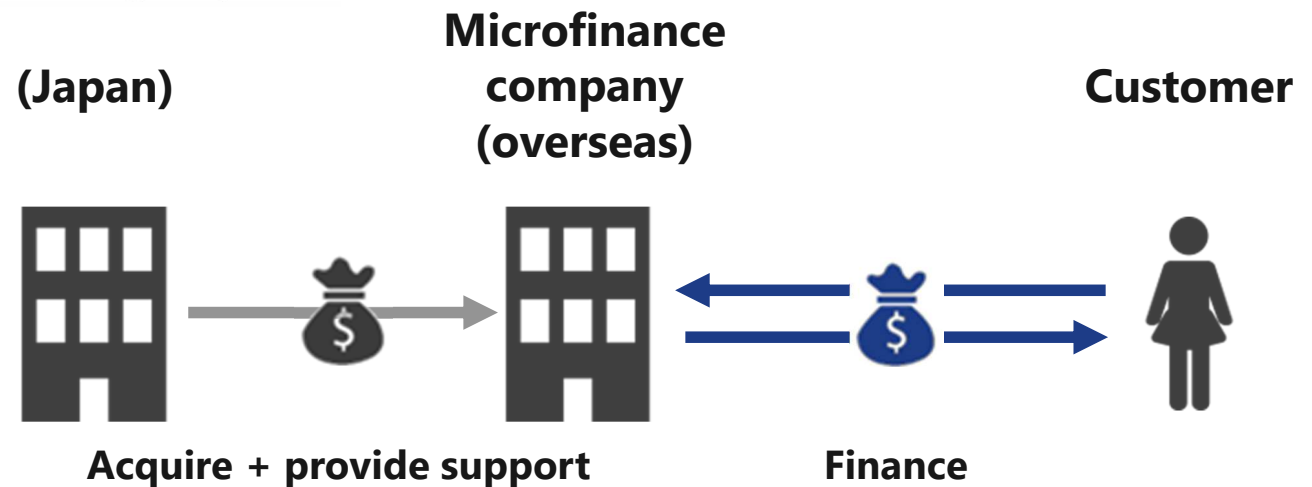 (Japan)
Microfinance
company
(overseas)
Customer
$
$
Acquire + provide support
Finance